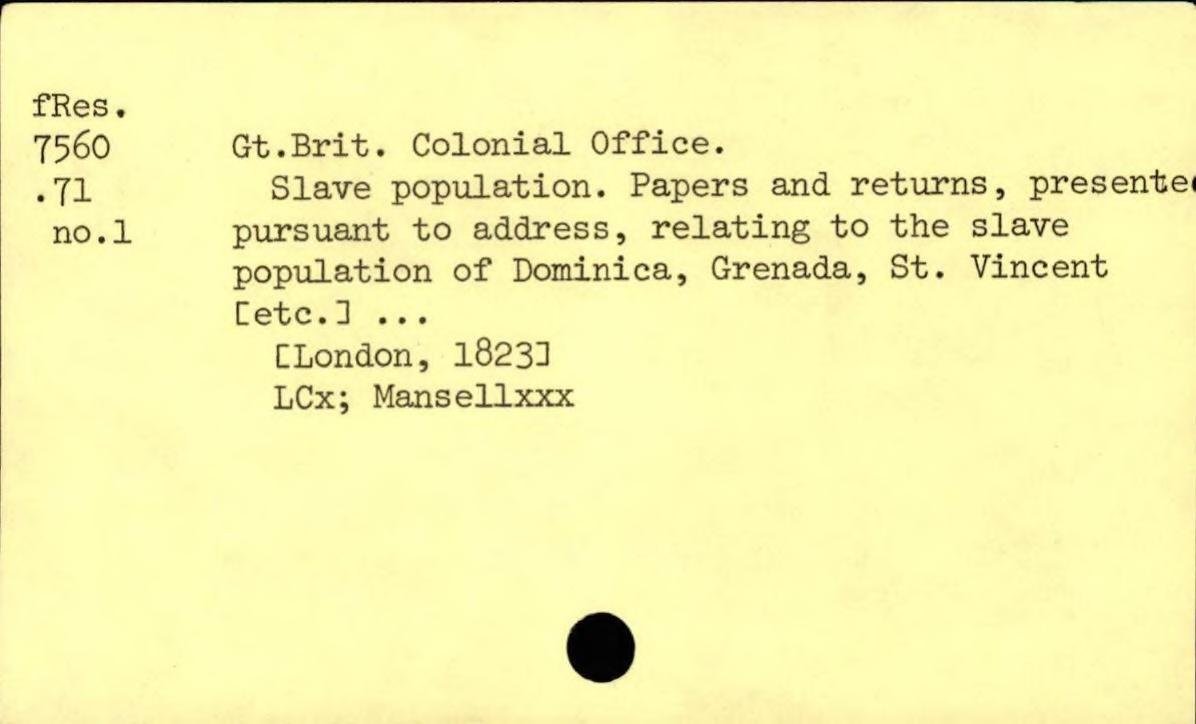 fRes.
7560 Gt.Brit. Colonial Office.
.71 Slave population. Papers and returns, presented
no.1 pursuant to address, relating to the slave
population of Dominica, Grenada, St. Vincent
[etc.] ...
[London, 1823]
LCx; Mansellxxx